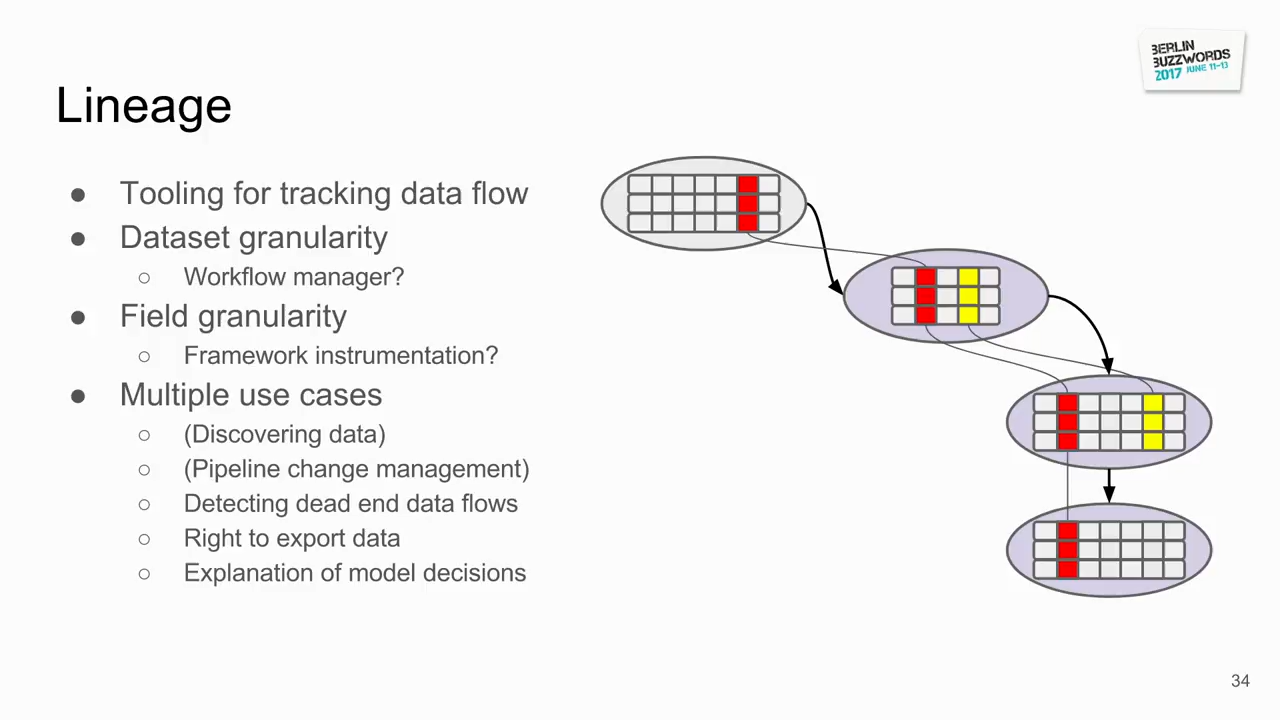 BERLIN
BUZZWORDS
2017 JUNE 11-13
Lineage
● Tooling for tracking data flow
● Dataset granularity
○ Workflow manager?
● Field granularity
○ Framework instrumentation?
● Multiple use cases
○ (Discovering data)
○ (Pipeline change management)
○ Detecting dead end data flows
○ Right to export data
○ Explanation of model decisions
34